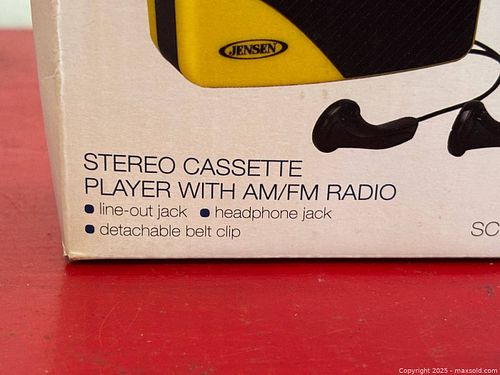 JENSEN
STEREO CASSETTE
PLAYER WITH AM/FM RADIO
line-out jack headphone jack
detachable belt clip
SC
Copyright 2025 - maxsold.com